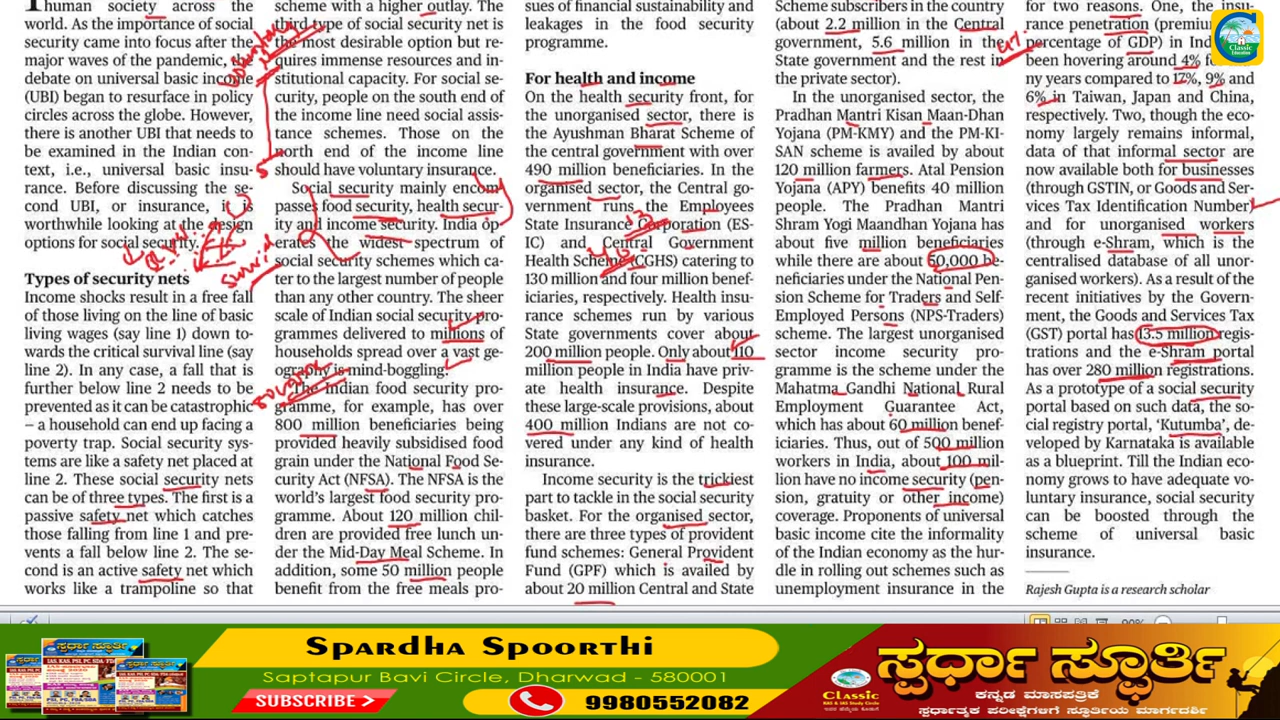 human society across the
world. As the importance of social
security came into focus after the
major waves of the pandemic, the
debate on universal basic income
(UBI) began to resurface in policy
circles across the globe. However,
there is another UBI that needs to
be examined in the Indian con-
text, i.e., universal basic insu-
rance. Before discussing the se-
cond UBI, or insurance, it is
worthwhile looking at the design
options for social security.
Types of security nets
Income shocks result in a free fall
of those living on the line of basic
living wages (say line 1) down to-
wards the critical survival line (say
line 2). In any case, a fall that is
further below line 2 needs to be
prevented as it can be catastrophic
– a household can end up facing a
poverty trap. Social security sys-
tems are like a safety net placed at
line 2. These social security nets
can be of three types. The first is a
passive safety net which catches
those falling from line 1 and pre-
vents a fall below line 2. The se-
cond is an active safety net which
works like a trampoline so that
scheme with a higher outlay. The
third type of social security net is
the most desirable option but re-
quires immense resources and in-
stitutional capacity. For social se-
curity, people on the south end of
the income line need social assis-
tance schemes. Those on the
north end of the income line
should have voluntary insurance.
Social security mainly encom-
passes food security, health secur-
ity and income security. India op-
erates the widest spectrum of
social security schemes which ca-
ter to the largest number of people
than any other country. The sheer
scale of Indian social security pro-
grammes delivered to millions of
households spread over a vast ge-
ography is mind-boggling.
The Indian food security pro-
gramme, for example, has over
800 million beneficiaries being
provided heavily subsidised food
grain under the National Food Se-
curity Act (NFSA). The NFSA is the
world's largest food security pro-
gramme. About 120 million chil-
dren are provided free lunch un-
der the Mid-Day Meal Scheme. In
addition, some 50 million people
benefit from the free meals pro-
sues of financial sustainability and
leakages in the food security
programme.
For health and income
On the health security front, for
the unorganised sector, there is
the Ayushman Bharat Scheme of
the central government with over
490 million beneficiaries. In the
organised sector, the Central go-
vernment runs the Employees
State Insurance Corporation (ES-
IC) and Central Government
Health Scheme (CGHS) catering to
130 million and four million benef-
iciaries, respectively. Health insu-
rance schemes run by various
State governments cover about
200 million people. Only about 110
million people in India have priv-
ate health insurance. Despite
these large-scale provisions, about
400 million Indians are not co-
vered under any kind of health
insurance.
Income security is the trickiest
part to tackle in the social security
basket. For the organised sector,
there are three types of provident
fund schemes: General Provident
Fund (GPF) which is availed by
about 20 million Central and State
Scheme subscribers in the country
(about 2.2 million in the Central
government, 5.6 million in the
State government and the rest in
the private sector).
In the unorganised sector, the
Pradhan Mantri Kisan Maan-Dhan
Yojana (PM-KMY) and the PM-KI-
SAN scheme is availed by about
120 million farmers. Atal Pension
Yojana (APY) benefits 40 million
people. The Pradhan Mantri
Shram Yogi Maandhan Yojana has
about five million beneficiaries
while there are about 50,000 be-
neficiaries under the National Pen-
sion Scheme for Traders and Self-
Employed Persons (NPS-Traders)
scheme. The largest unorganised
sector income security pro-
gramme is the scheme under the
Mahatma Gandhi National Rural
Employment Guarantee Act,
which has about 60 million benef-
iciaries. Thus, out of 500 million
workers in India, about 100 mil-
lion have no income security (pen-
sion, gratuity or other income)
coverage. Proponents of universal
basic income cite the informality
of the Indian economy as the hur-
dle in rolling out schemes such as
unemployment insurance in the
for two reasons. One, the insu-
rance penetration (premium
percentage of GDP) in Ind
been hovering around 4% for
ny years compared to 17%, 9% and
6% in Taiwan, Japan and China,
respectively. Two, though the eco-
nomy largely remains informal,
data of that informal sector are
now available both for businesses
(through GSTIN, or Goods and Ser-
vices Tax Identification Number)
and for unorganised workers
(through e-Shram, which is the
centralised database of all unor-
ganised workers). As a result of the
recent initiatives by the Govern-
ment, the Goods and Services Tax
(GST) portal has 13.5 million regis-
trations and the e-Shram portal
has over 280 million registrations.
As a prototype of a social security
portal based on such data, the so-
cial registry portal, ‘Kutumba’, de-
veloped by Karnataka is available
as a blueprint. Till the Indian eco-
nomy grows to have adequate vo-
luntary insurance, social security
can be boosted through the
scheme of universal basic
insurance.
Rajesh Gupta is a research scholar
Classic
Education
Spardha Spoorthi
Saptapur Bavi Circle, Dharwad - 580001
SUBSCRIBE
9980552082
ಸ್ಪರ್ಧಾ ಸ್ಫೂರ್ತಿ
ಕನ್ನಡ ಮಾಸಪತ್ರಿಕೆ
ಸ್ಪರ್ಧಾತ್ಮಕ ಪರೀಕ್ಷೆಗಳಿಗೆ ಸ್ಫೂರ್ತಿಯ ಮಾರ್ಗದರ್ಶಿ
Classic